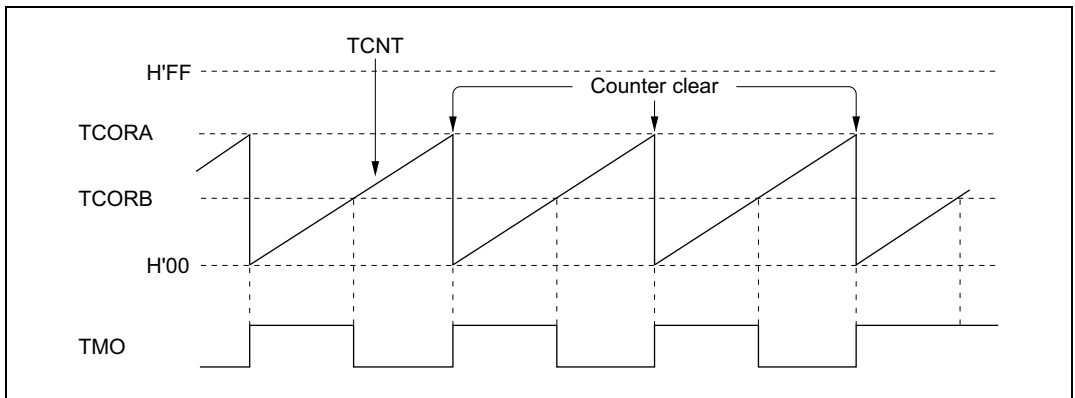 TCNT
H'FF
Counter clear
TCORA
TCORB
H'00
TMO